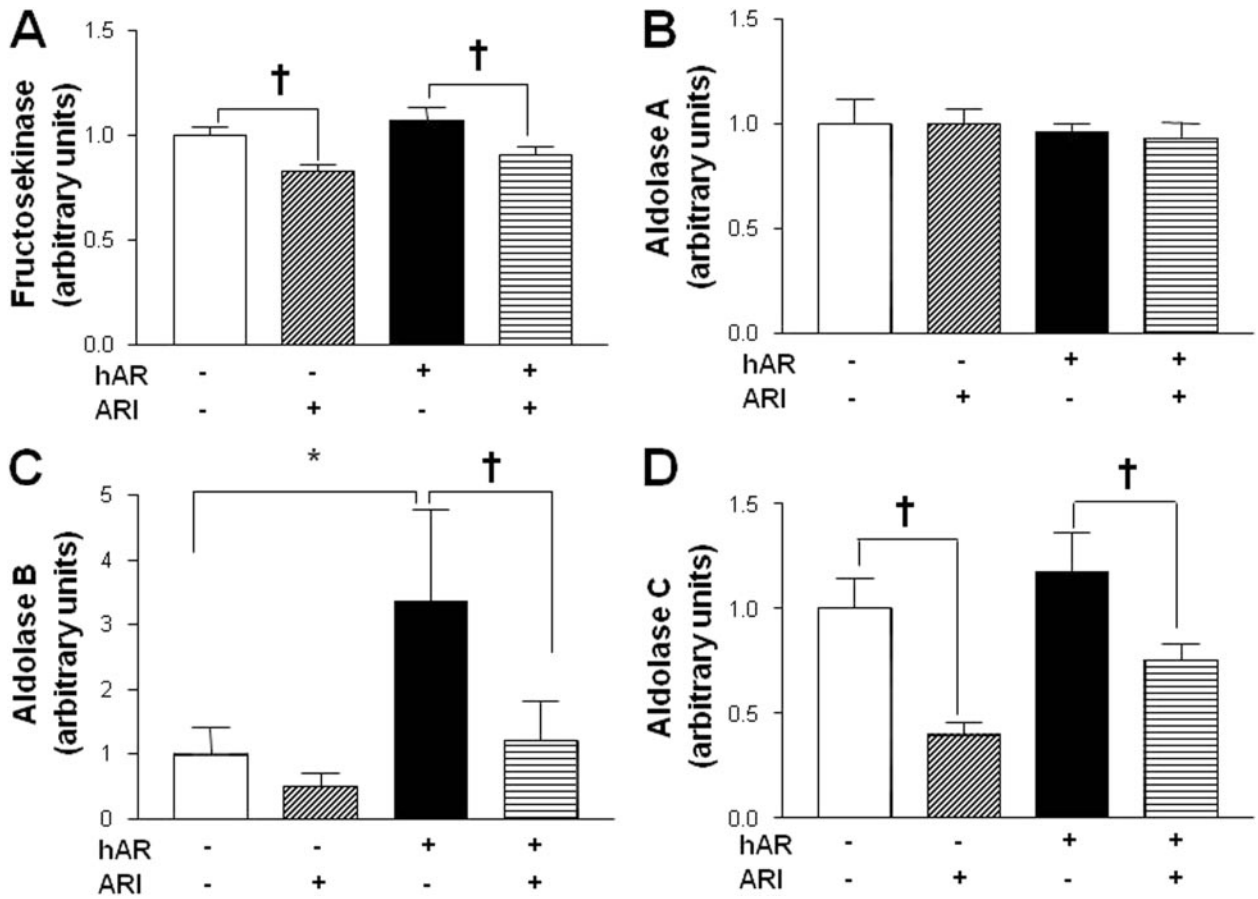 A
Fructosekinase
(arbitrary units)
1.5
1.0
0.5
0.0
†
†
hAR - - + +
ARI - + - +
B
Aldolase A
(arbitrary units)
1.5
1.0
0.5
0.0
hAR - - + +
ARI - + - +
C
Aldolase B
(arbitrary units)
5
4
3
2
1
0
*
†
hAR - - + +
ARI - + - +
D
Aldolase C
(arbitrary units)
1.5
1.0
0.5
0.0
†
†
hAR - - + +
ARI - + - +